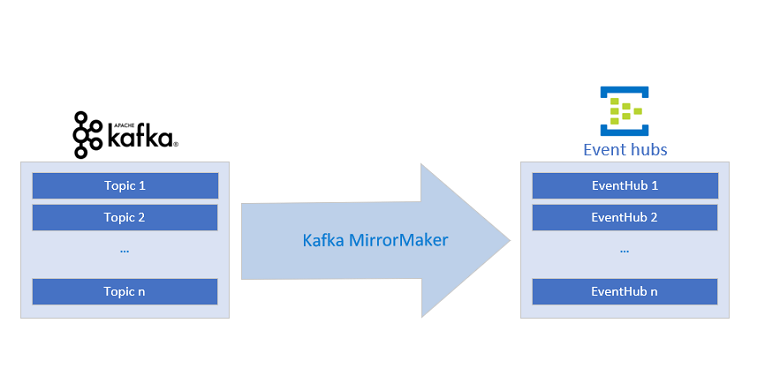 APACHE
kafka®
Event hubs
Topic 1
Topic 2
...
Topic n
Kafka MirrorMaker
EventHub 1
EventHub 2
...
EventHub n